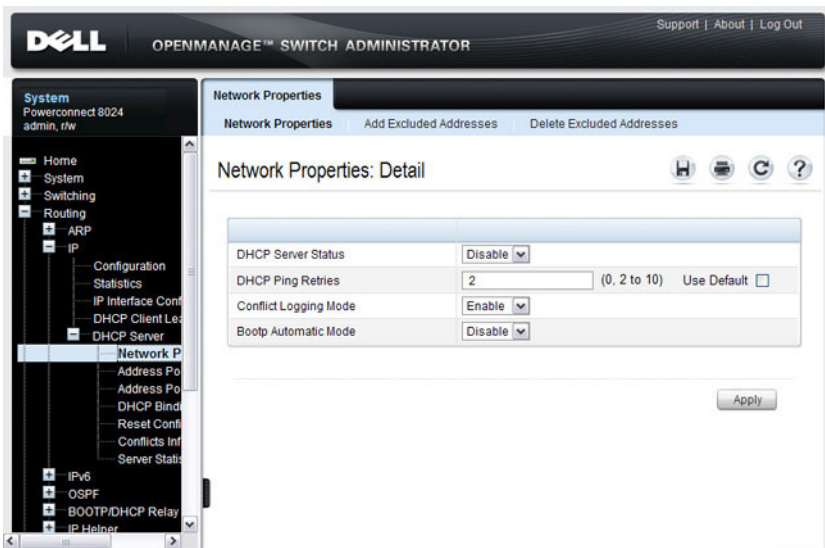 Support | About | Log Out
DELL OPENMANAGE™ SWITCH ADMINISTRATOR
System
Powerconnect 8024
admin, r/w
Home
System
Switching
Routing
ARP
IP
Configuration
Statistics
IP Interface Conf
DHCP Client Lea
DHCP Server
Network P
Address Po
Address Po
DHCP Bindi
Reset Confi
Conflicts Inf
Server Statis
IPv6
OSPF
BOOTP/DHCP Relay
IP Helper
Network Properties
Network Properties Add Excluded Addresses Delete Excluded Addresses
Network Properties: Detail
DHCP Server Status Disable
DHCP Ping Retries 2 (0, 2 to 10) Use Default
Conflict Logging Mode Enable
Bootp Automatic Mode Disable
Apply